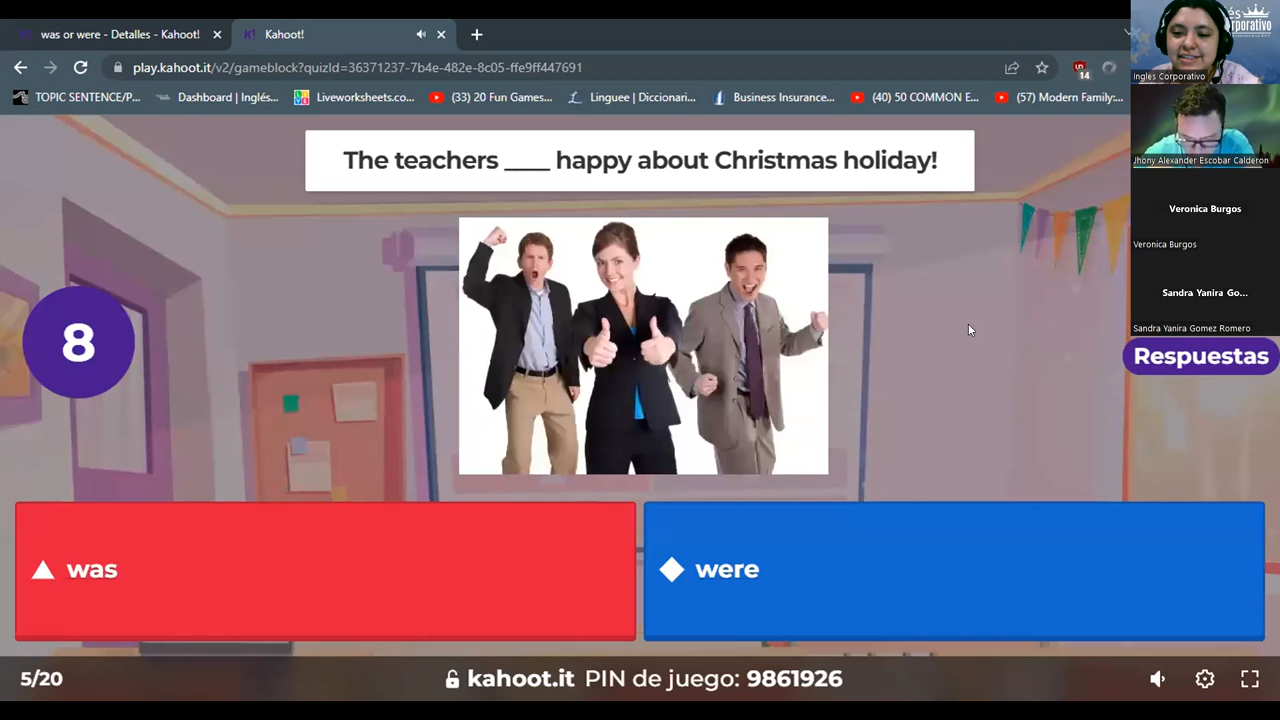 was or were - Detalles - Kahoot!
Kahoot!
play.kahoot.it/v2/gameblock?quizId=36371237-7b4e-482e-8c05-ffe9ff447691
14
TOPIC SENTENCE/P...
Dashboard | Inglés...
Liveworksheets.co...
(33) 20 Fun Games...
Linguee | Diccionari...
Business Insurance...
(40) 50 COMMON E...
(57) Modern Family:...
Ingles Corporativo
Jhony Alexander Escobar Calderon
Veronica Burgos
Veronica Burgos
Sandra Yanira Go...
Sandra Yanira Gomez Romero
The teachers ____ happy about Christmas holiday!
8
Respuestas
was
were
5/20
kahoot.it PIN de juego: 9861926